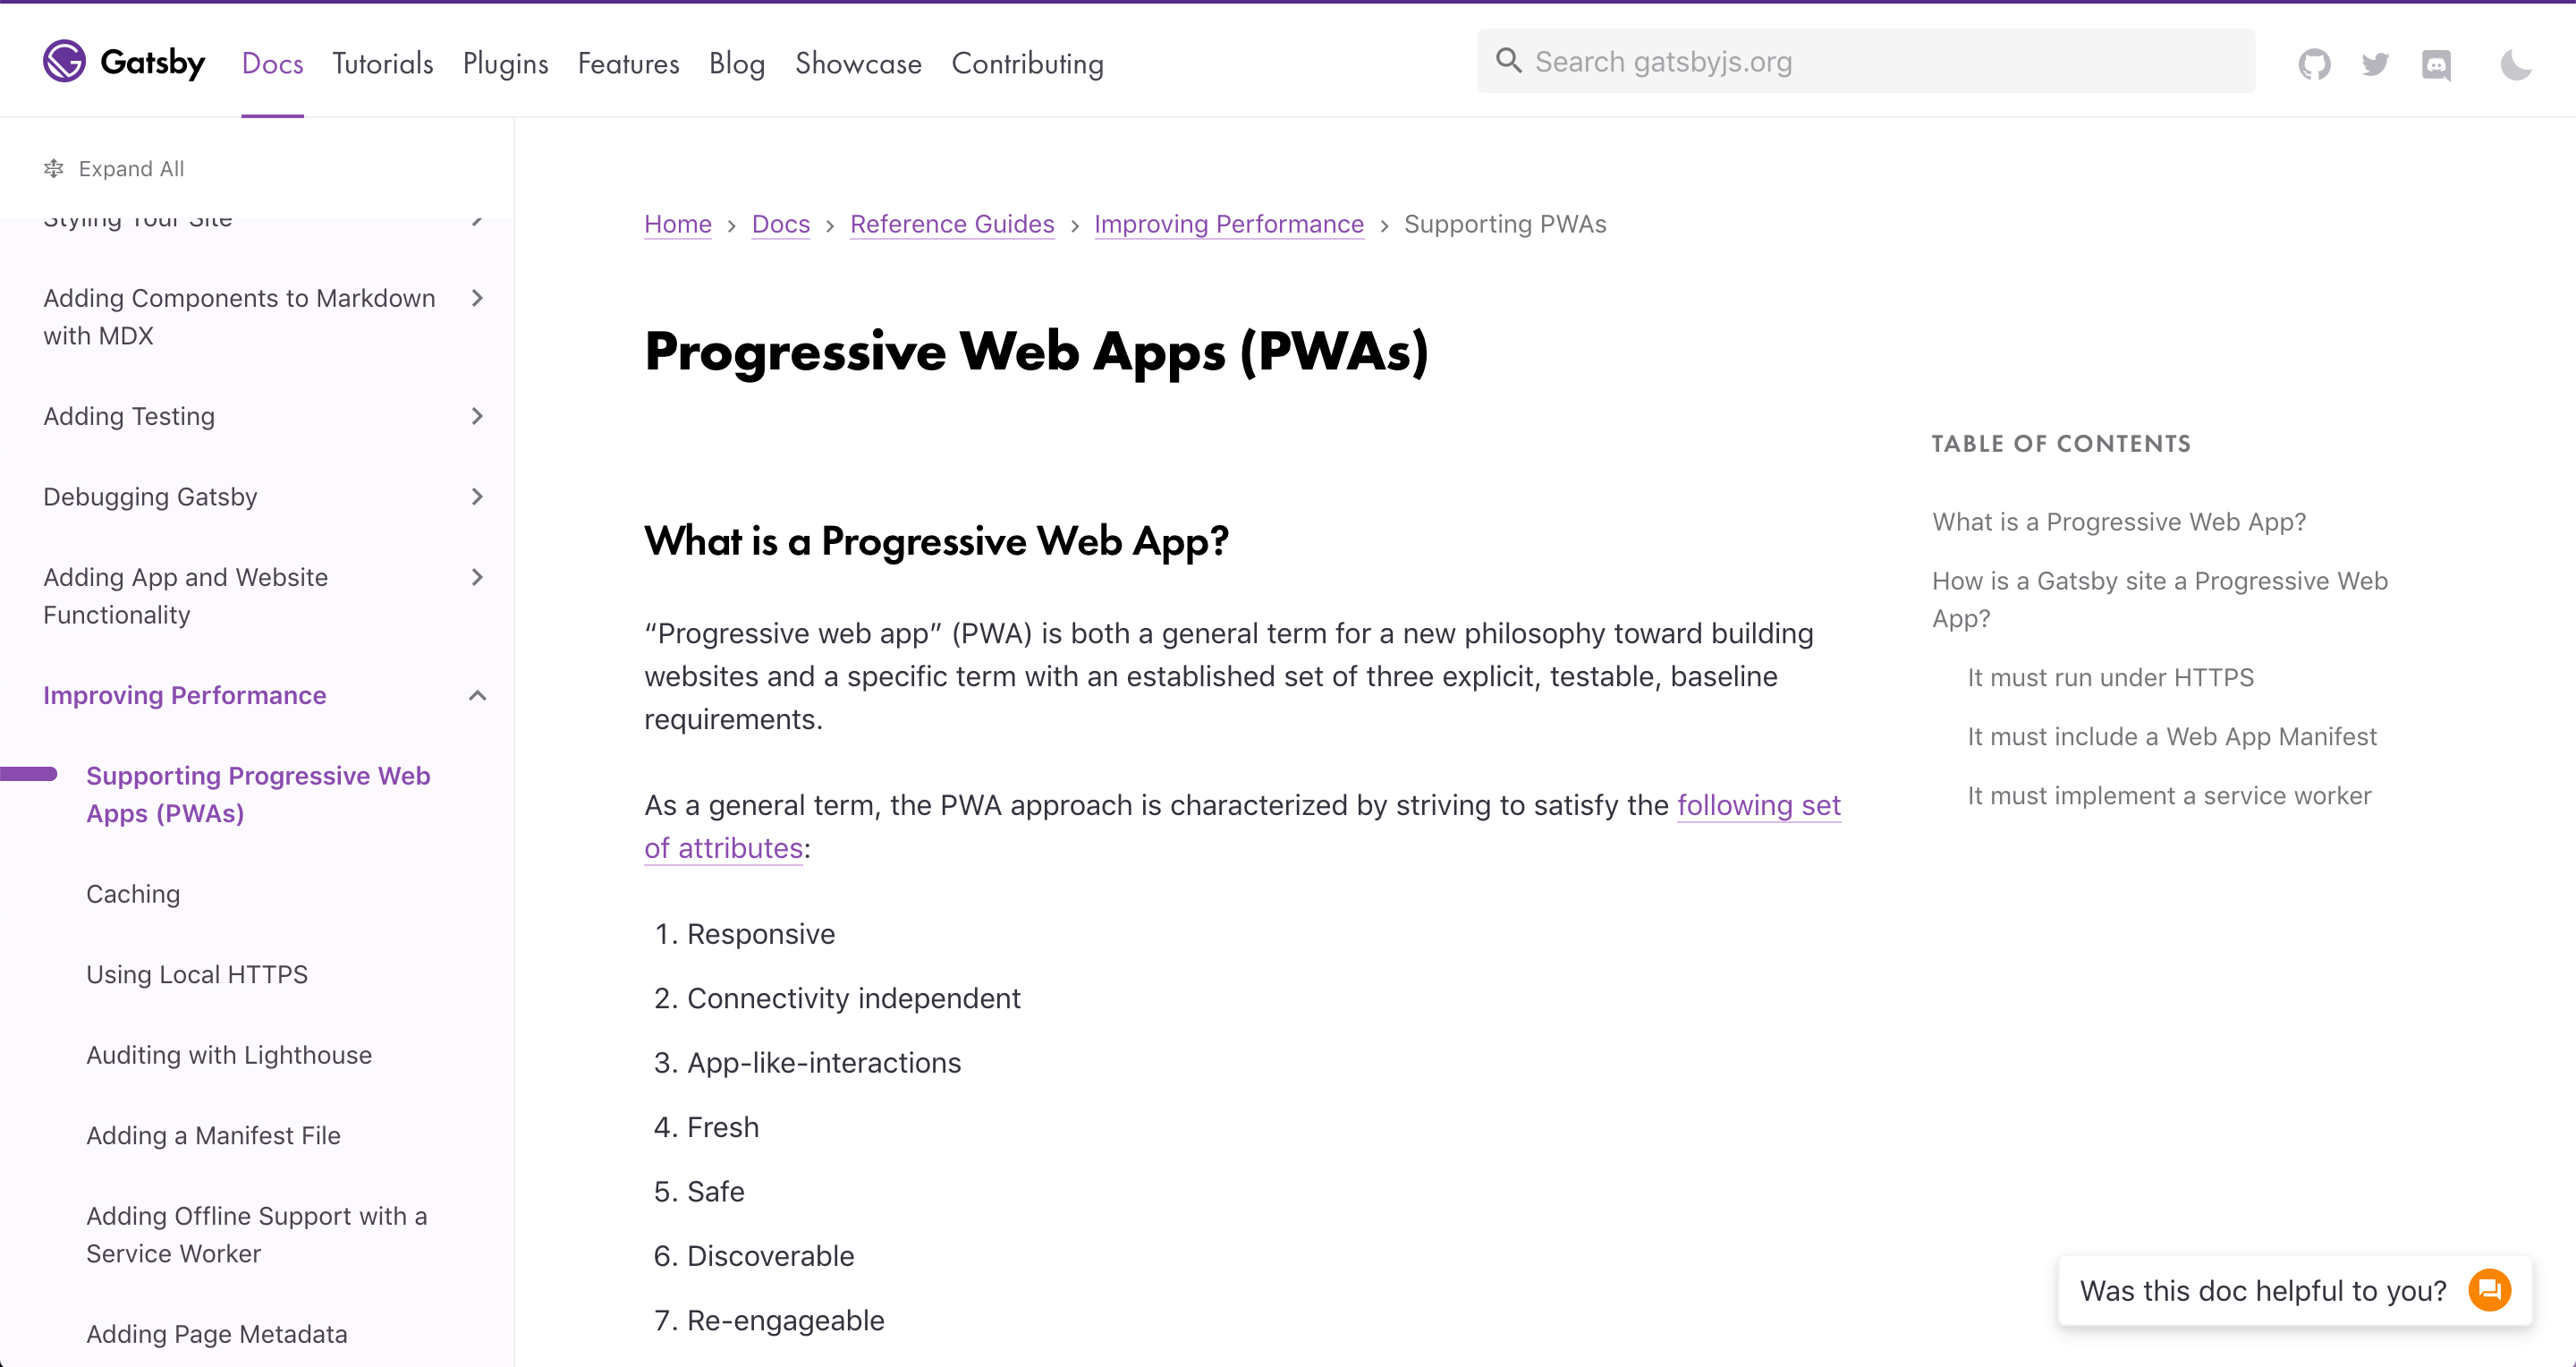 Gatsby
Docs
Tutorials
Plugins
Features
Blog
Showcase
Contributing
Search gatsbyjs.org
Expand All
Styling Your Site
Adding Components to Markdown
with MDX
Adding Testing
Debugging Gatsby
Adding App and Website
Functionality
Improving Performance
Supporting Progressive Web
Apps (PWAs)
Caching
Using Local HTTPS
Auditing with Lighthouse
Adding a Manifest File
Adding Offline Support with a
Service Worker
Adding Page Metadata
Home › Docs › Reference Guides › Improving Performance › Supporting PWAs
Progressive Web Apps (PWAs)
What is a Progressive Web App?
“Progressive web app” (PWA) is both a general term for a new philosophy toward building
websites and a specific term with an established set of three explicit, testable, baseline
requirements.
As a general term, the PWA approach is characterized by striving to satisfy the following set
of attributes:
1. Responsive
2. Connectivity independent
3. App-like-interactions
4. Fresh
5. Safe
6. Discoverable
7. Re-engageable
TABLE OF CONTENTS
What is a Progressive Web App?
How is a Gatsby site a Progressive Web
App?
It must run under HTTPS
It must include a Web App Manifest
It must implement a service worker
Was this doc helpful to you?